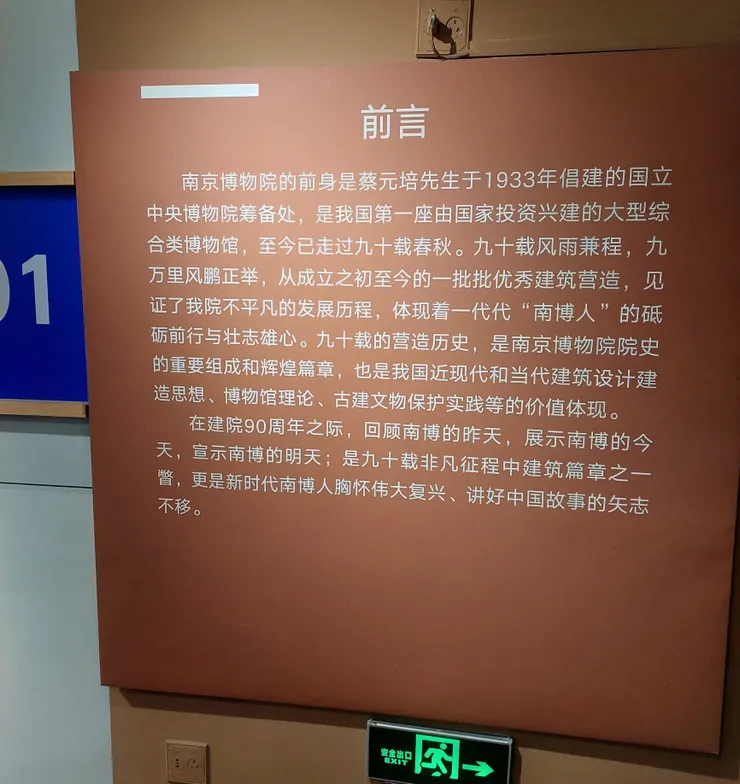 前言
南京博物院的前身是蔡元培先生于1933年倡建的国立
中央博物院筹备处，是我国第一座由国家投资兴建的大型综
合类博物馆，至今已走过九十载春秋。九十载风雨兼程，九
万里风鹏正举，从成立之初至今的一批批优秀建筑营造，见
证了我院不平凡的发展历程，体现着一代代“南博人”的砥
砺前行与壮志雄心。九十载的营造历史，是南京博物院院史
的重要组成和辉煌篇章，也是我国近现代和当代建筑设计建
造思想、博物馆理论、古建文物保护实践等的价值体现。
在建院90周年之际，回顾南博的昨天，展示南博的今
天，宣示南博的明天；是九十载非凡征程中建筑篇章之一
瞥，更是新时代南博人胸怀伟大复兴、讲好中国故事的矢志
不移。
01
安全出口
EXIT